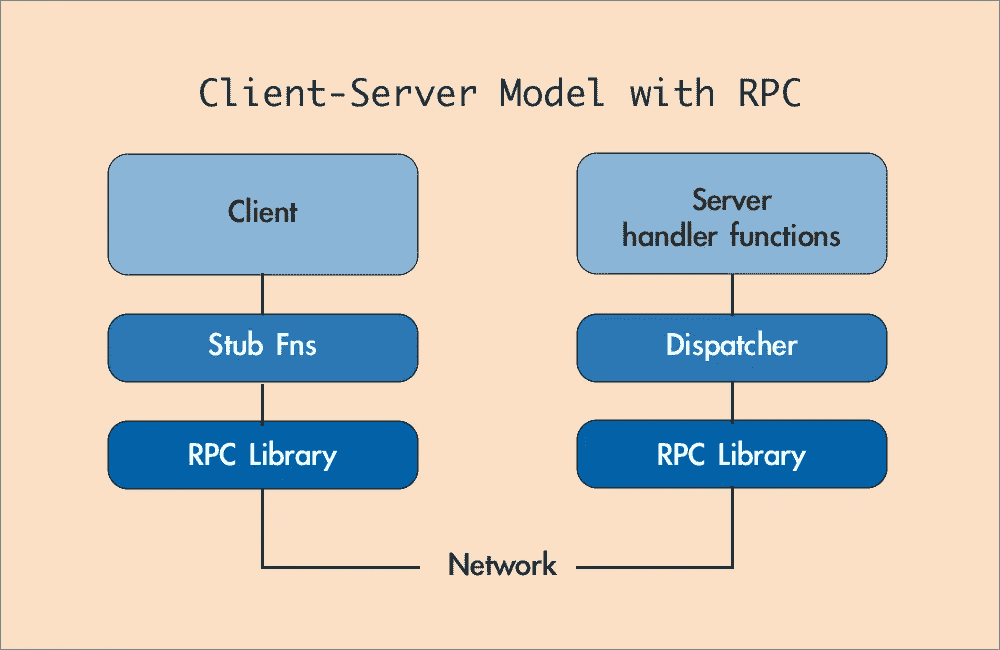 Client-Server Model with RPC
Client
Server
handler functions
Stub Fns
Dispatcher
RPC Library
RPC Library
Network